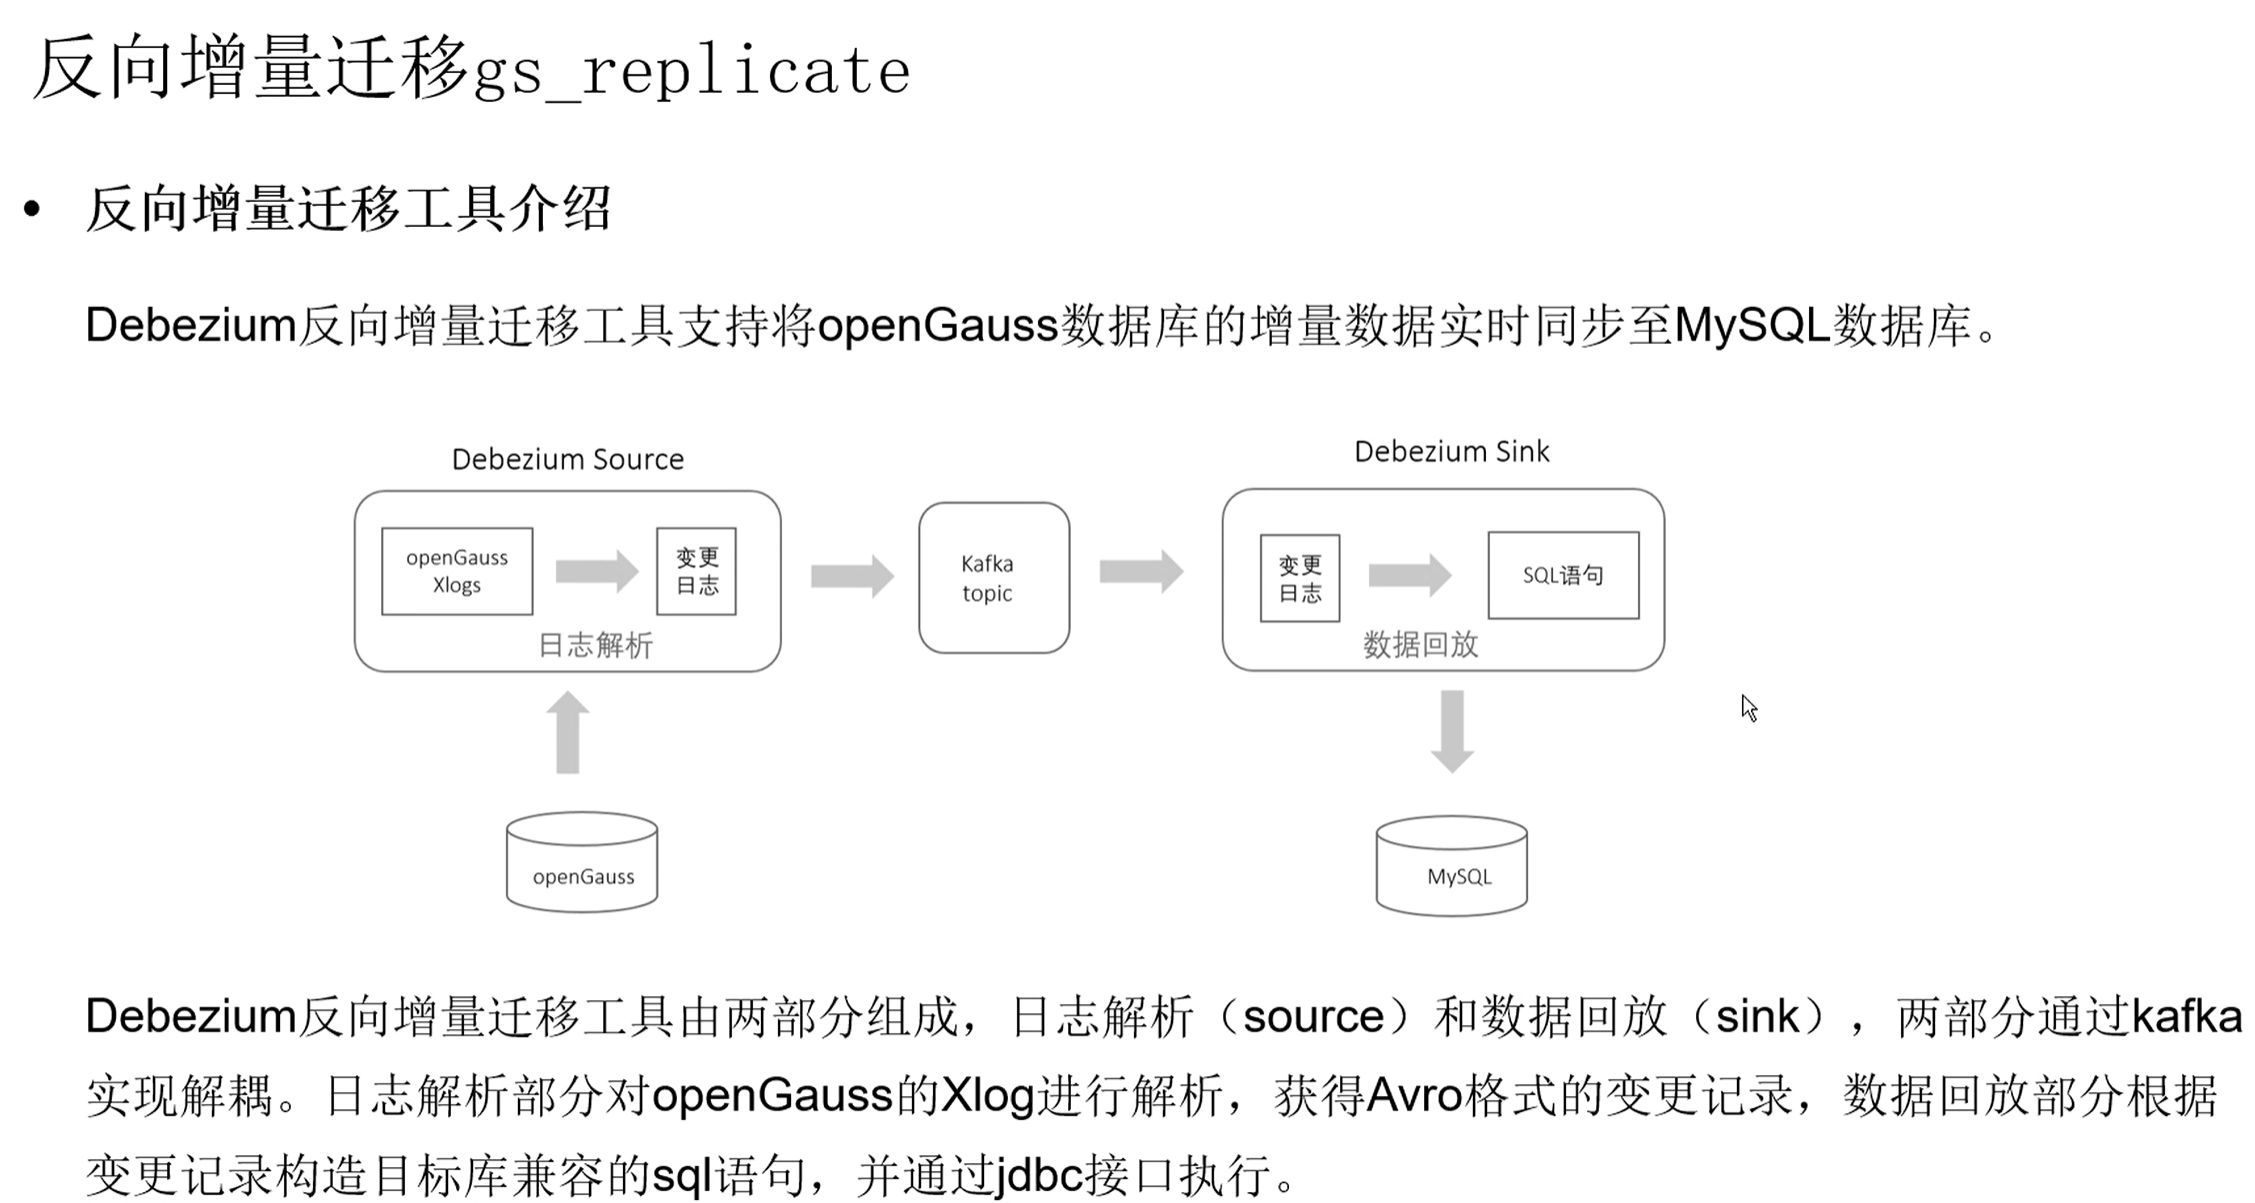 反向增量迁移gs_replicate
• 反向增量迁移工具介绍
Debezium反向增量迁移工具支持将openGauss数据库的增量数据实时同步至MySQL数据库。
Debezium Source
Debezium Sink
openGauss
Xlogs
变更
日志
日志解析
Kafka
topic
变更
日志
SQL语句
数据回放
openGauss
MySQL
Debezium反向增量迁移工具由两部分组成，日志解析（source）和数据回放（sink），两部分通过kafka
实现解耦。日志解析部分对openGauss的Xlog进行解析，获得Avro格式的变更记录，数据回放部分根据
变更记录构造目标库兼容的sql语句，并通过jdbc接口执行。